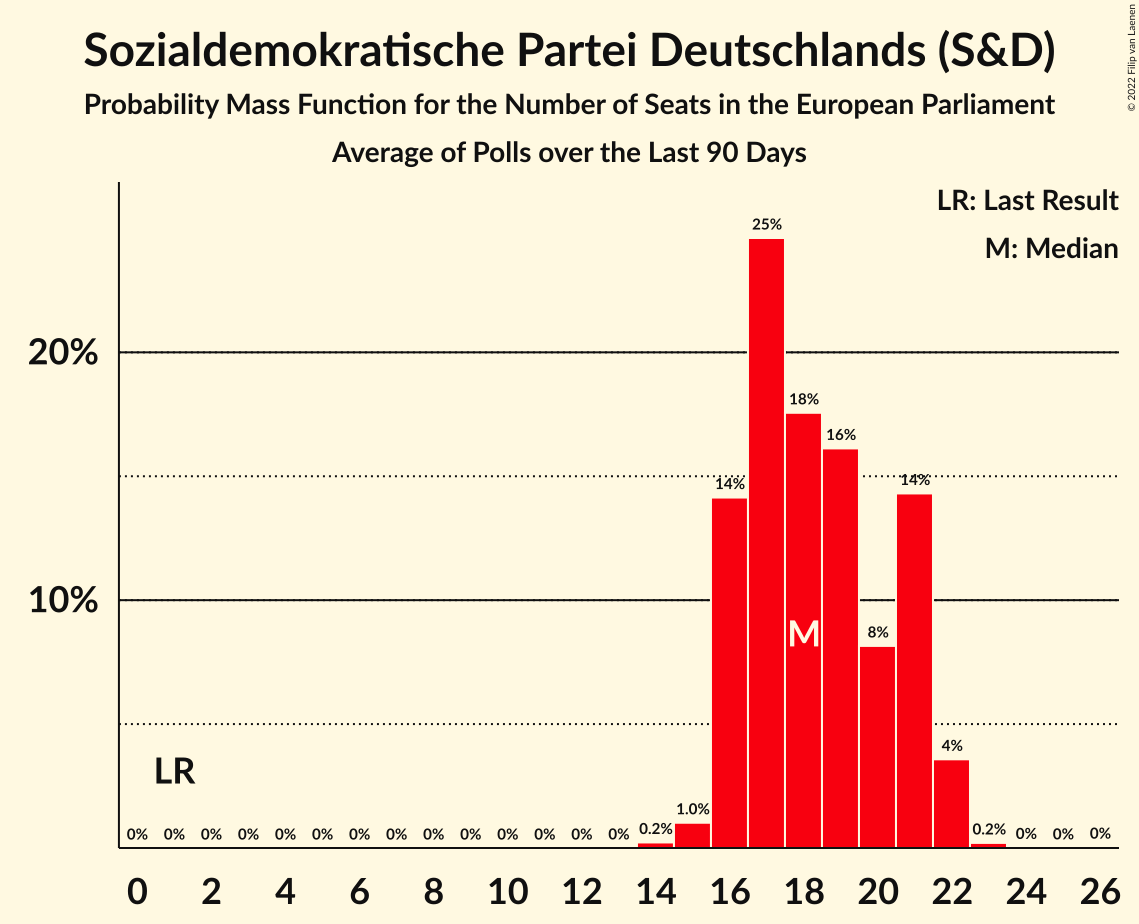 Sozialdemokratische Partei Deutschlands (S&D)
Probability Mass Function for the Number of Seats in the European Parliament
Average of Polls over the Last 90 Days
© 2022 Filip van Laenen
LR: Last Result
M: Median
25%
20%
18%
16%
14%
14%
10%
M
8%
4%
LR
0% 0% 0% 0% 0% 0% 0% 0% 0% 0% 0% 0% 0% 0% 0.2% 1.0% 0.2% 0% 0% 0%
0 2 4 6 8 10 12 14 16 18 20 22 24 26